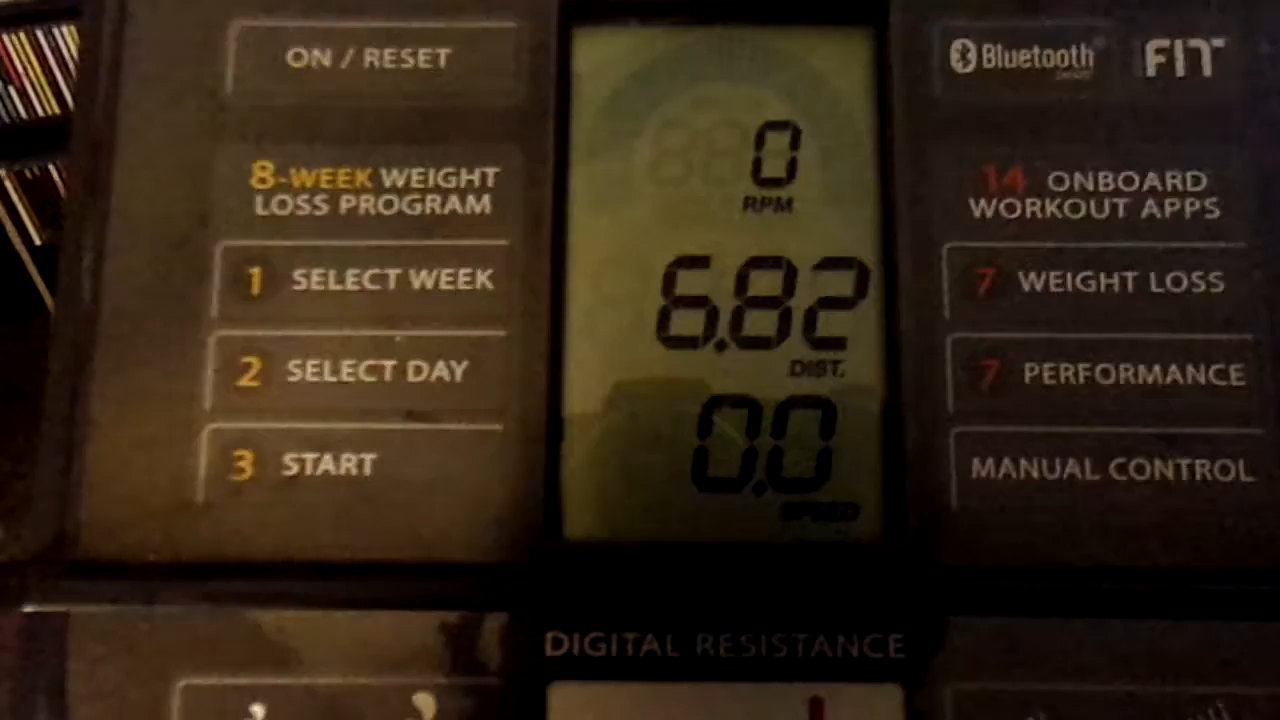 ON / RESET
8-WEEK WEIGHT
LOSS PROGRAM
1 SELECT WEEK
2 SELECT DAY
3 START
0
RPM
6.82
DIST.
0.0
SPEED
Bluetooth
FIT
14 ONBOARD
WORKOUT APPS
7 WEIGHT LOSS
7 PERFORMANCE
MANUAL CONTROL
DIGITAL RESISTANCE